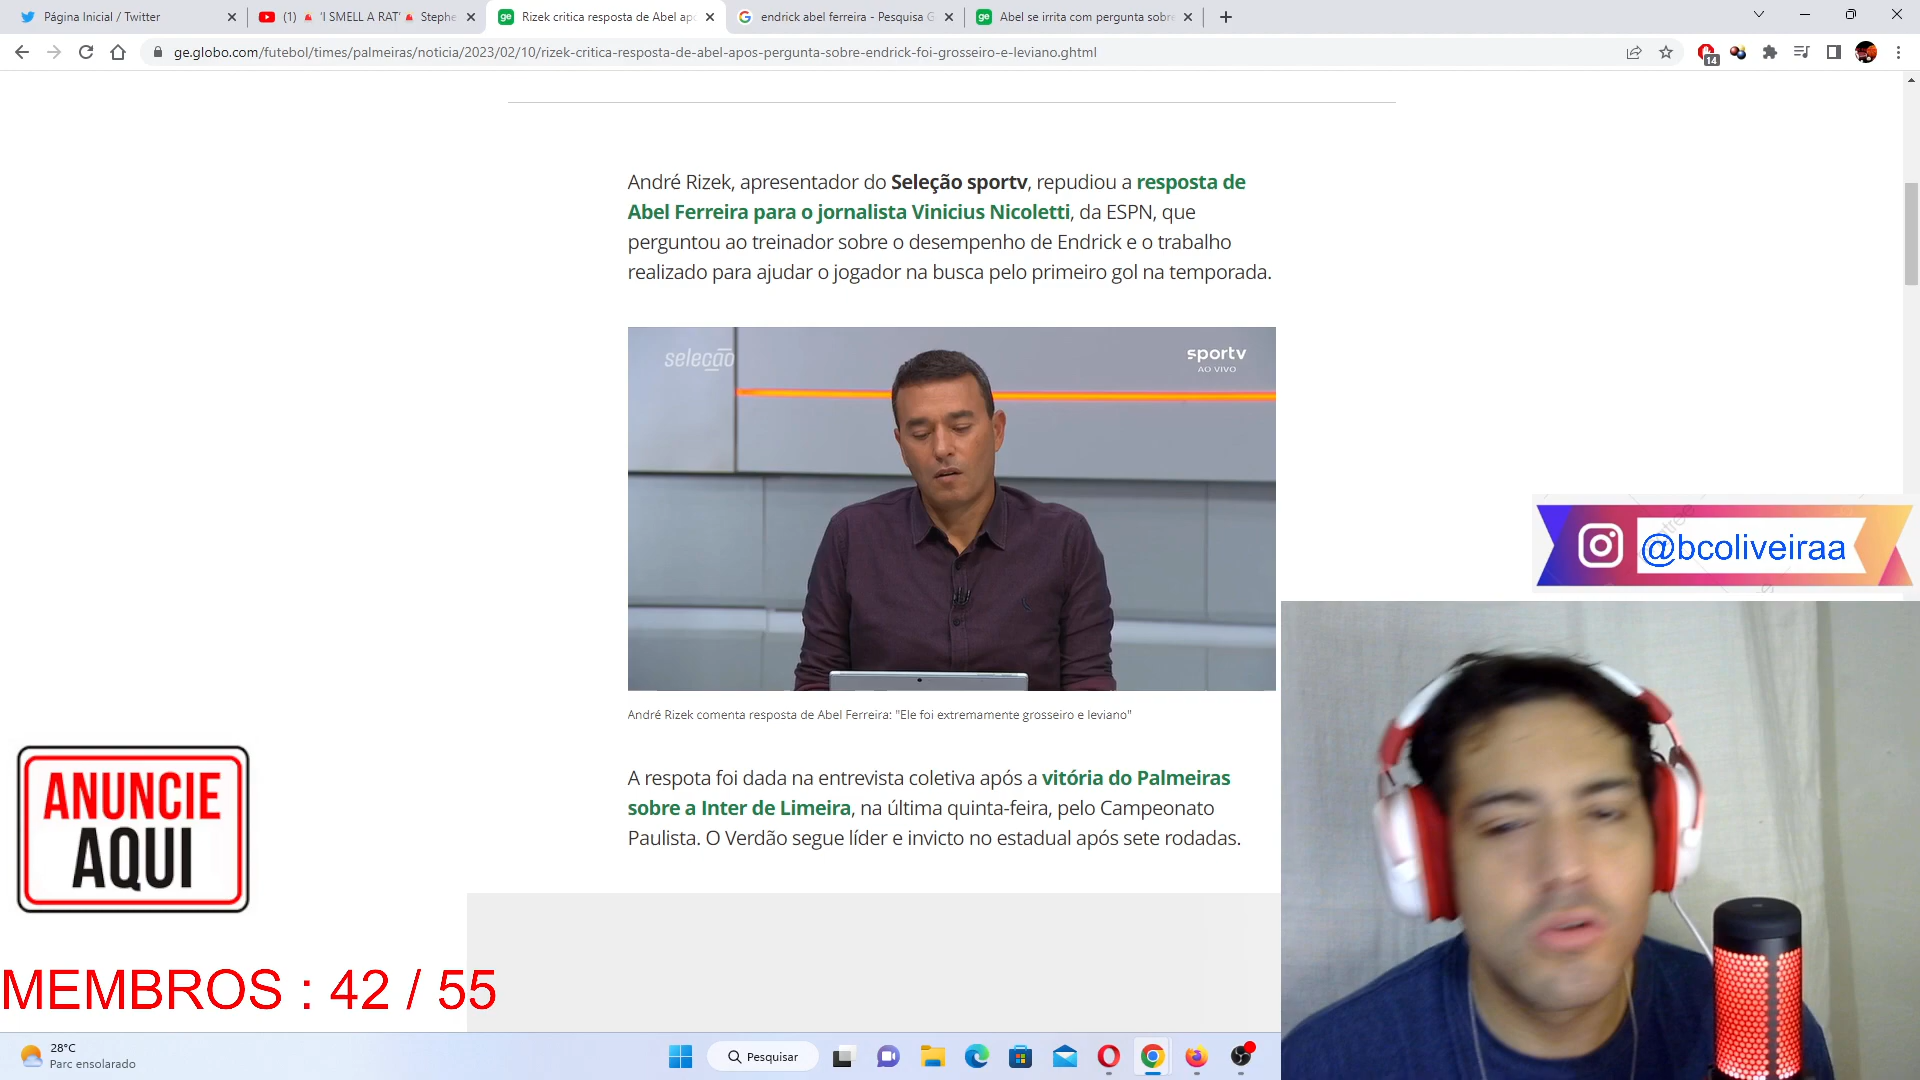 Página Inicial / Twitter
(1) 🚨 'I SMELL A RAT' 🚨 Stephe
Rizek critica resposta de Abel apó
endrick abel ferreira - Pesquisa G
Abel se irrita com pergunta sobre
ge.globo.com/futebol/times/palmeiras/noticia/2023/02/10/rizek-critica-resposta-de-abel-apos-pergunta-sobre-endrick-foi-grosseiro-e-leviano.ghtml
14
André Rizek, apresentador do Seleção sportv, repudiou a resposta de
Abel Ferreira para o jornalista Vinicius Nicoletti, da ESPN, que
perguntou ao treinador sobre o desempenho de Endrick e o trabalho
realizado para ajudar o jogador na busca pelo primeiro gol na temporada.
seleção
sportv
AO VIVO
@bcoliveiraa
André Rizek comenta resposta de Abel Ferreira: "Ele foi extremamente grosseiro e leviano"
A respota foi dada na entrevista coletiva após a vitória do Palmeiras
sobre a Inter de Limeira, na última quinta-feira, pelo Campeonato
Paulista. O Verdão segue líder e invicto no estadual após sete rodadas.
ANUNCIE
AQUI
MEMBROS : 42 / 55
28°C
Parc ensolarado
Pesquisar